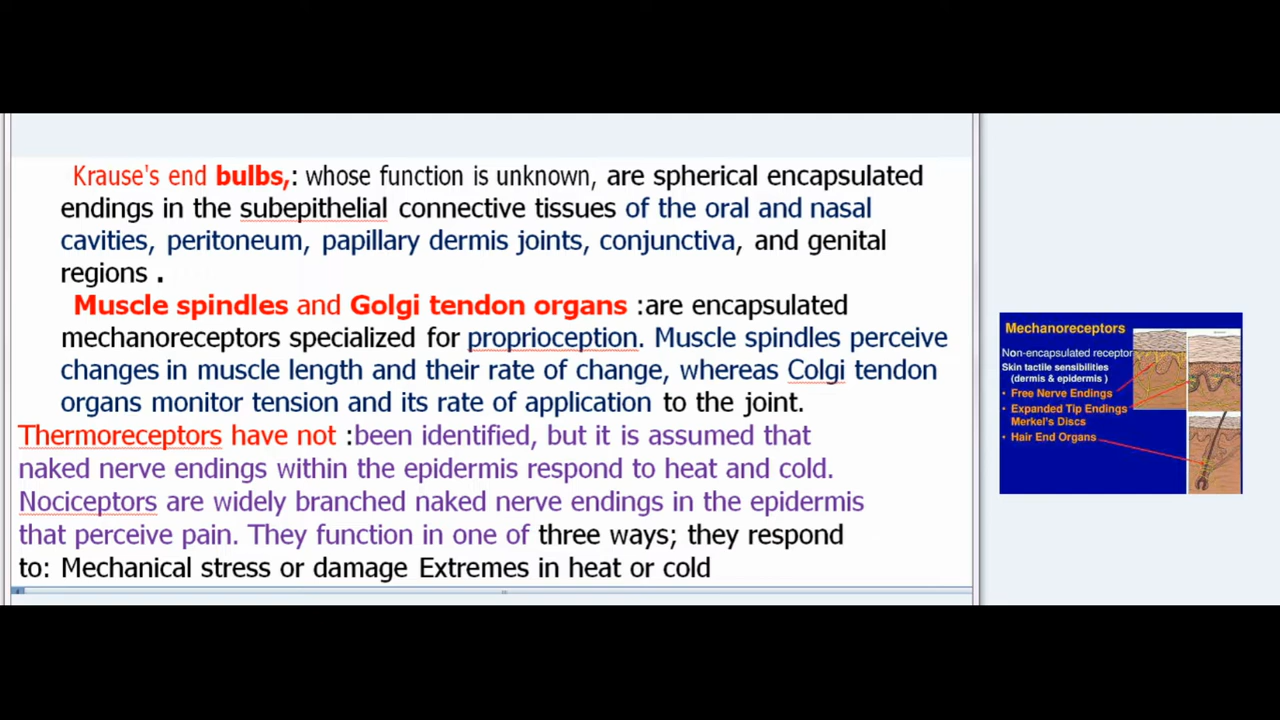 Krause's end bulbs,: whose function is unknown, are spherical encapsulated
endings in the subepithelial connective tissues of the oral and nasal
cavities, peritoneum, papillary dermis joints, conjunctiva, and genital
regions .
Muscle spindles and Golgi tendon organs :are encapsulated
mechanoreceptors specialized for proprioception. Muscle spindles perceive
changes in muscle length and their rate of change, whereas Colgi tendon
organs monitor tension and its rate of application to the joint.
Thermoreceptors have not :been identified, but it is assumed that
naked nerve endings within the epidermis respond to heat and cold.
Nociceptors are widely branched naked nerve endings in the epidermis
that perceive pain. They function in one of three ways; they respond
to: Mechanical stress or damage Extremes in heat or cold
Mechanoreceptors
Non-encapsulated receptor
Skin tactile sensibilities
(dermis & epidermis )
• Free Nerve Endings
• Expanded Tip Endings
Merkel's Discs
• Hair End Organs